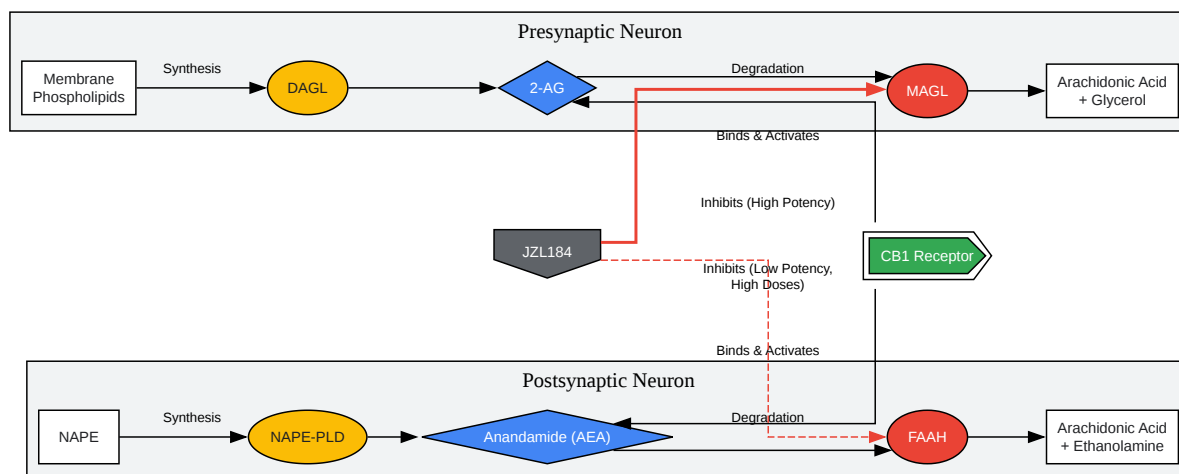 Presynaptic Neuron
Membrane
Phospholipids
Synthesis
DAGL
2-AG
Degradation
MAGL
Arachidonic Acid
+ Glycerol
Binds & Activates
Inhibits (High Potency)
JZL184
CB1 Receptor
Inhibits (Low Potency,
High Doses)
Binds & Activates
Postsynaptic Neuron
NAPE
Synthesis
NAPE-PLD
Anandamide (AEA)
Degradation
FAAH
Arachidonic Acid
+ Ethanolamine